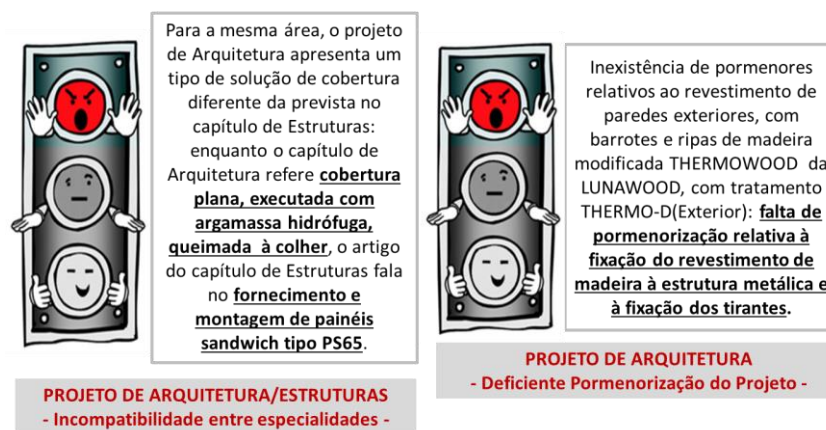 Para a mesma área, o projeto
de Arquitetura apresenta um
tipo de solução de cobertura
diferente da prevista no
capítulo de Estruturas:
enquanto o capítulo de
Arquitetura refere cobertura
plana, executada com
argamassa hidrófuga,
queimada à colher, o artigo
do capítulo de Estruturas fala
no fornecimento e
montagem de painéis
sandwich tipo PS65.
PROJETO DE ARQUITETURA/ESTRUTURAS
- Incompatibilidade entre especialidades -
Inexistência de pormenores
relativos ao revestimento de
paredes exteriores, com
barrotes e ripas de madeira
modificada THERMOWOOD da
LUNAWOOD, com tratamento
THERMO-D(Exterior): falta de
pormenorização relativa à
fixação do revestimento de
madeira à estrutura metálica e
à fixação dos tirantes.
PROJETO DE ARQUITETURA
- Deficiente Pormenorização do Projeto -